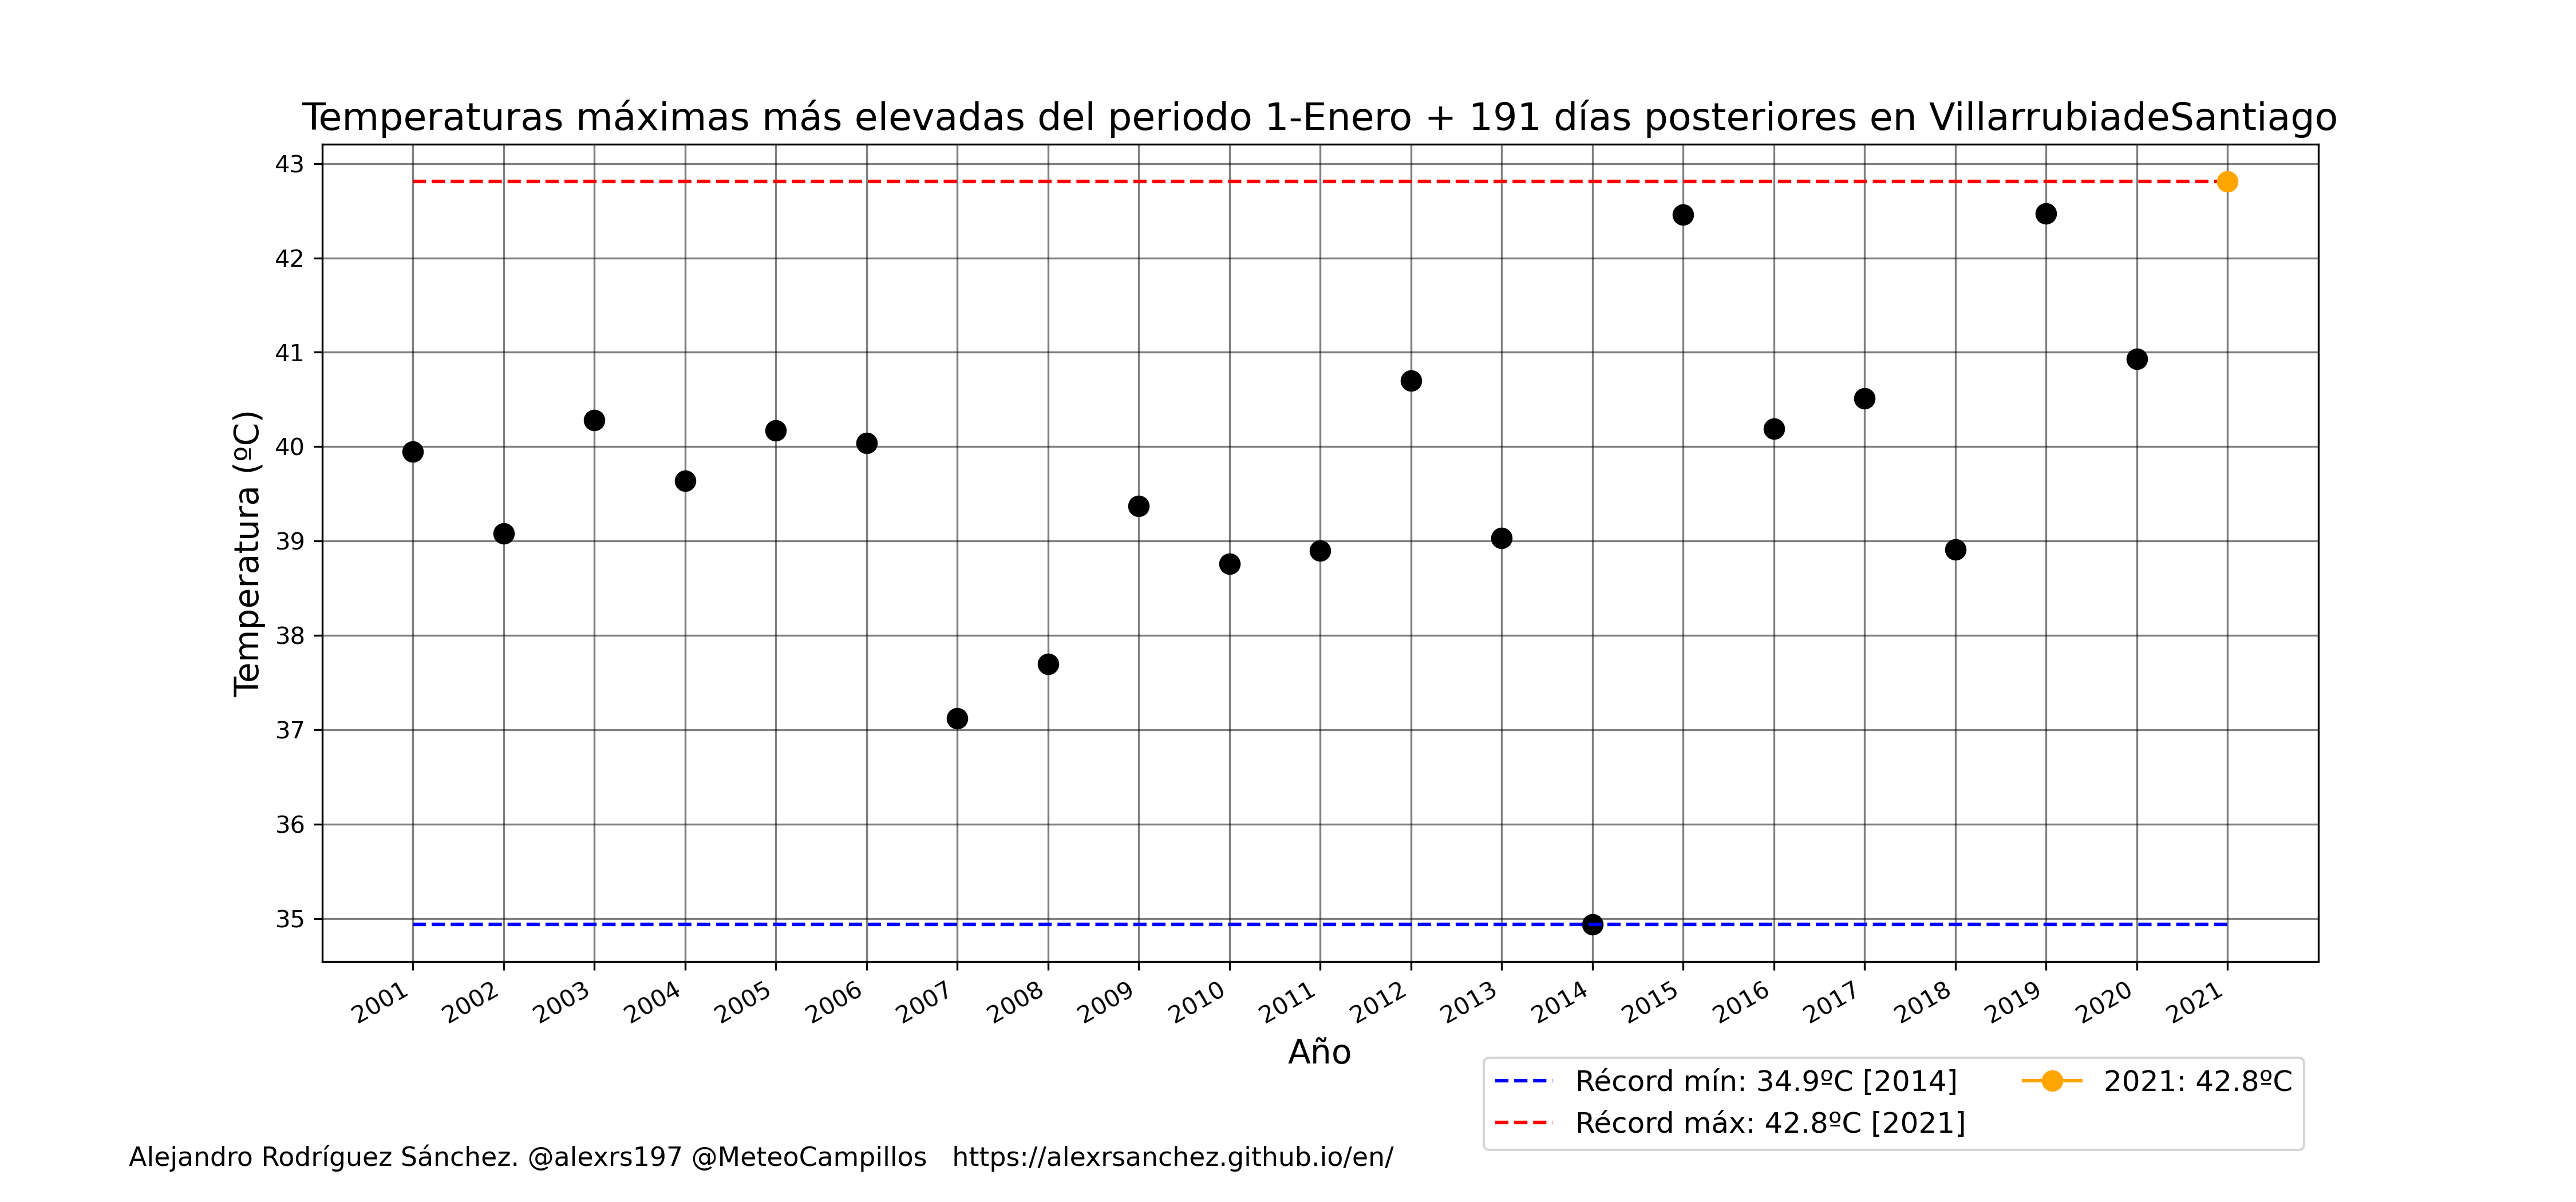 Temperaturas máximas más elevadas del periodo 1-Enero + 191 días posteriores en VillarrubiadeSantiago
Temperatura (ºC)
43
42
41
40
39
38
37
36
35
2001 2002 2003 2004 2005 2006 2007 2008 2009 2010 2011 2012 2013 2014 2015 2016 2017 2018 2019 2020 2021
Año
Récord mín: 34.9ºC [2014] 2021: 42.8ºC
Récord máx: 42.8ºC [2021]
Alejandro Rodríguez Sánchez. @alexrs197 @MeteoCampillos https://alexrsanchez.github.io/en/